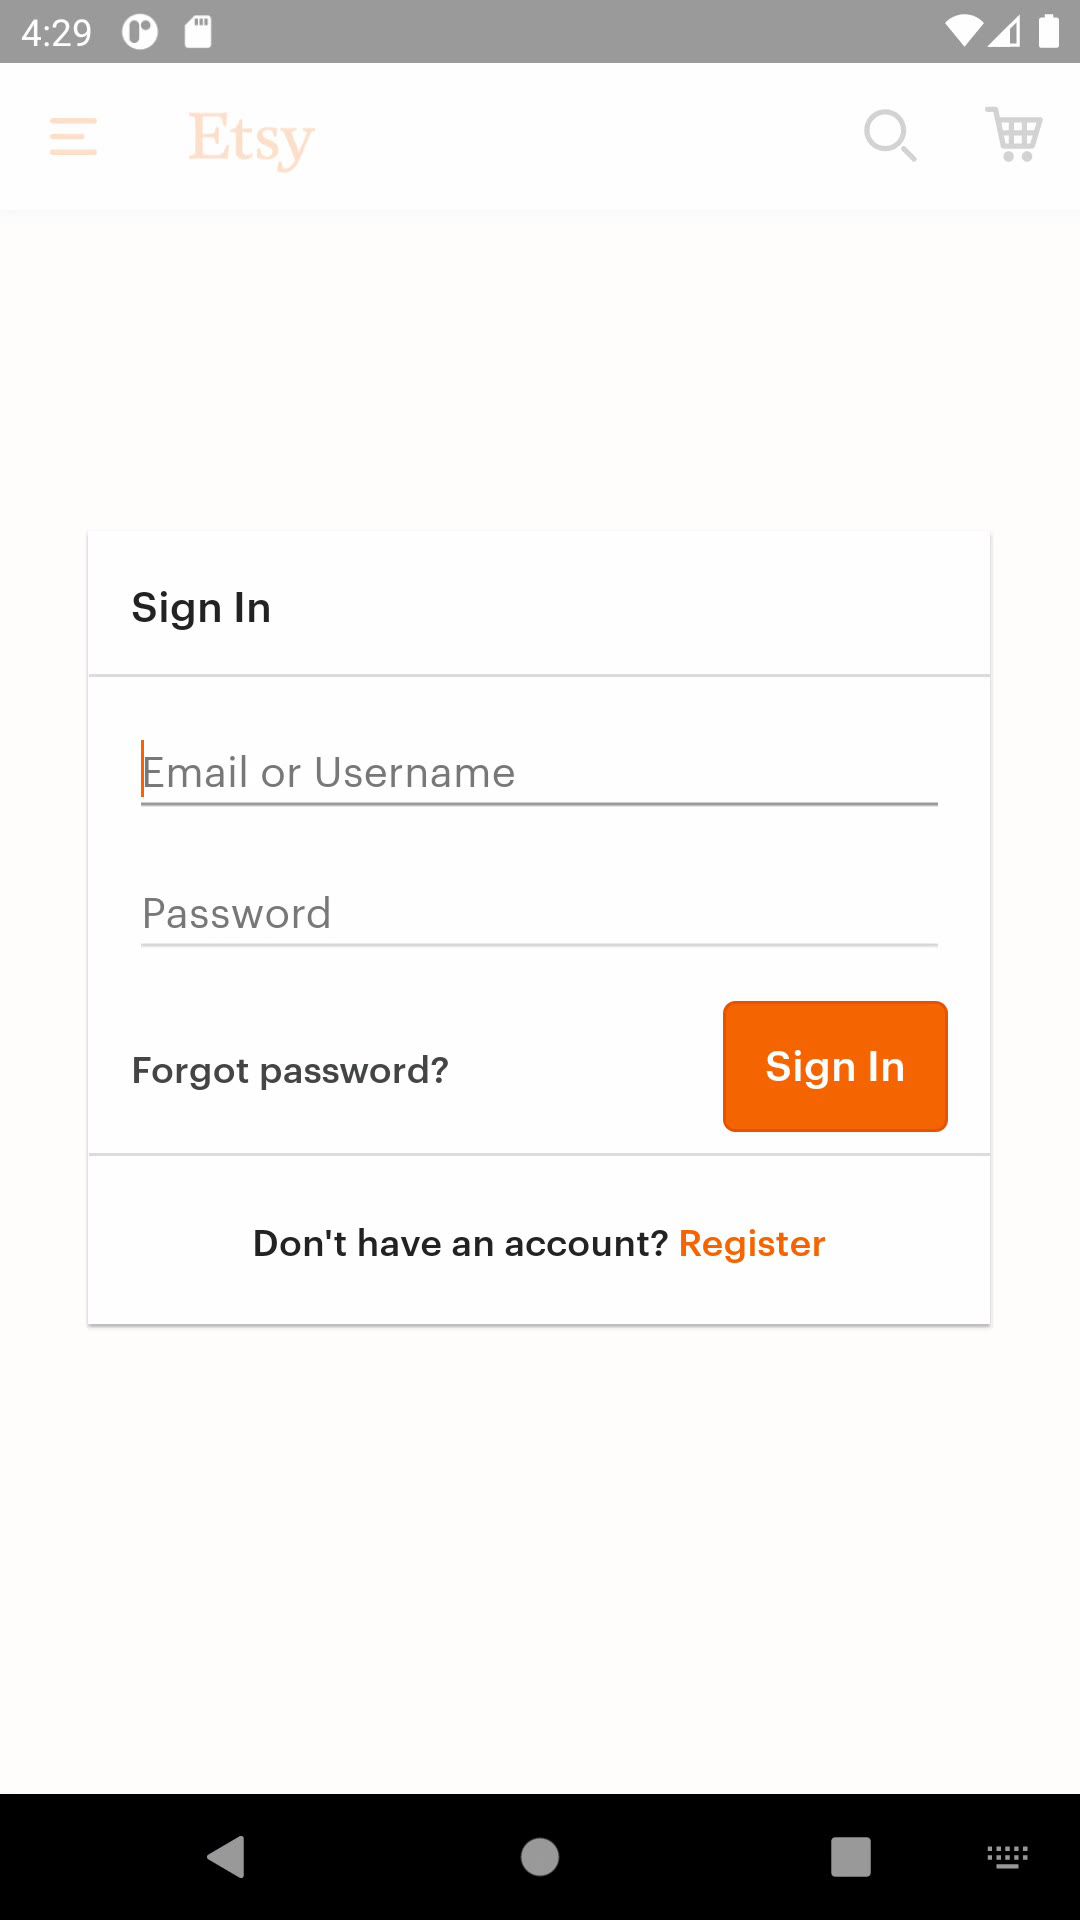 4:29
Etsy
Sign In
Email or Username
Password
Forgot password?
Sign In
Don't have an account? Register